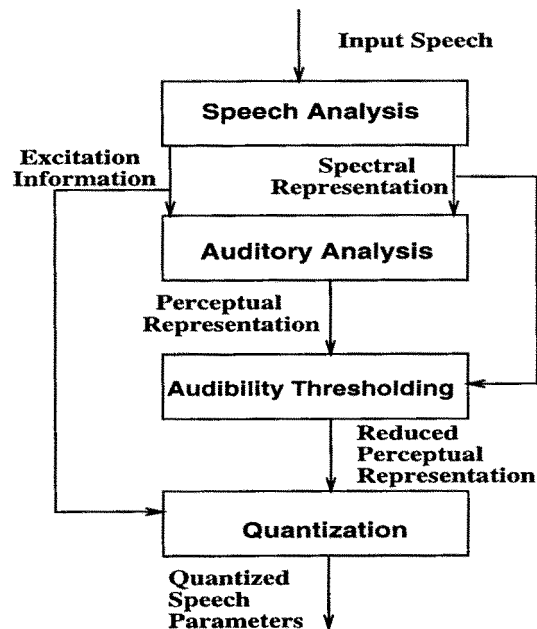 Input Speech
Speech Analysis
Excitation
Information
Spectral
Representation
Auditory Analysis
Perceptual
Representation
Audibility Thresholding
Reduced
Perceptual
Representation
Quantization
Quantized
Speech
Parameters